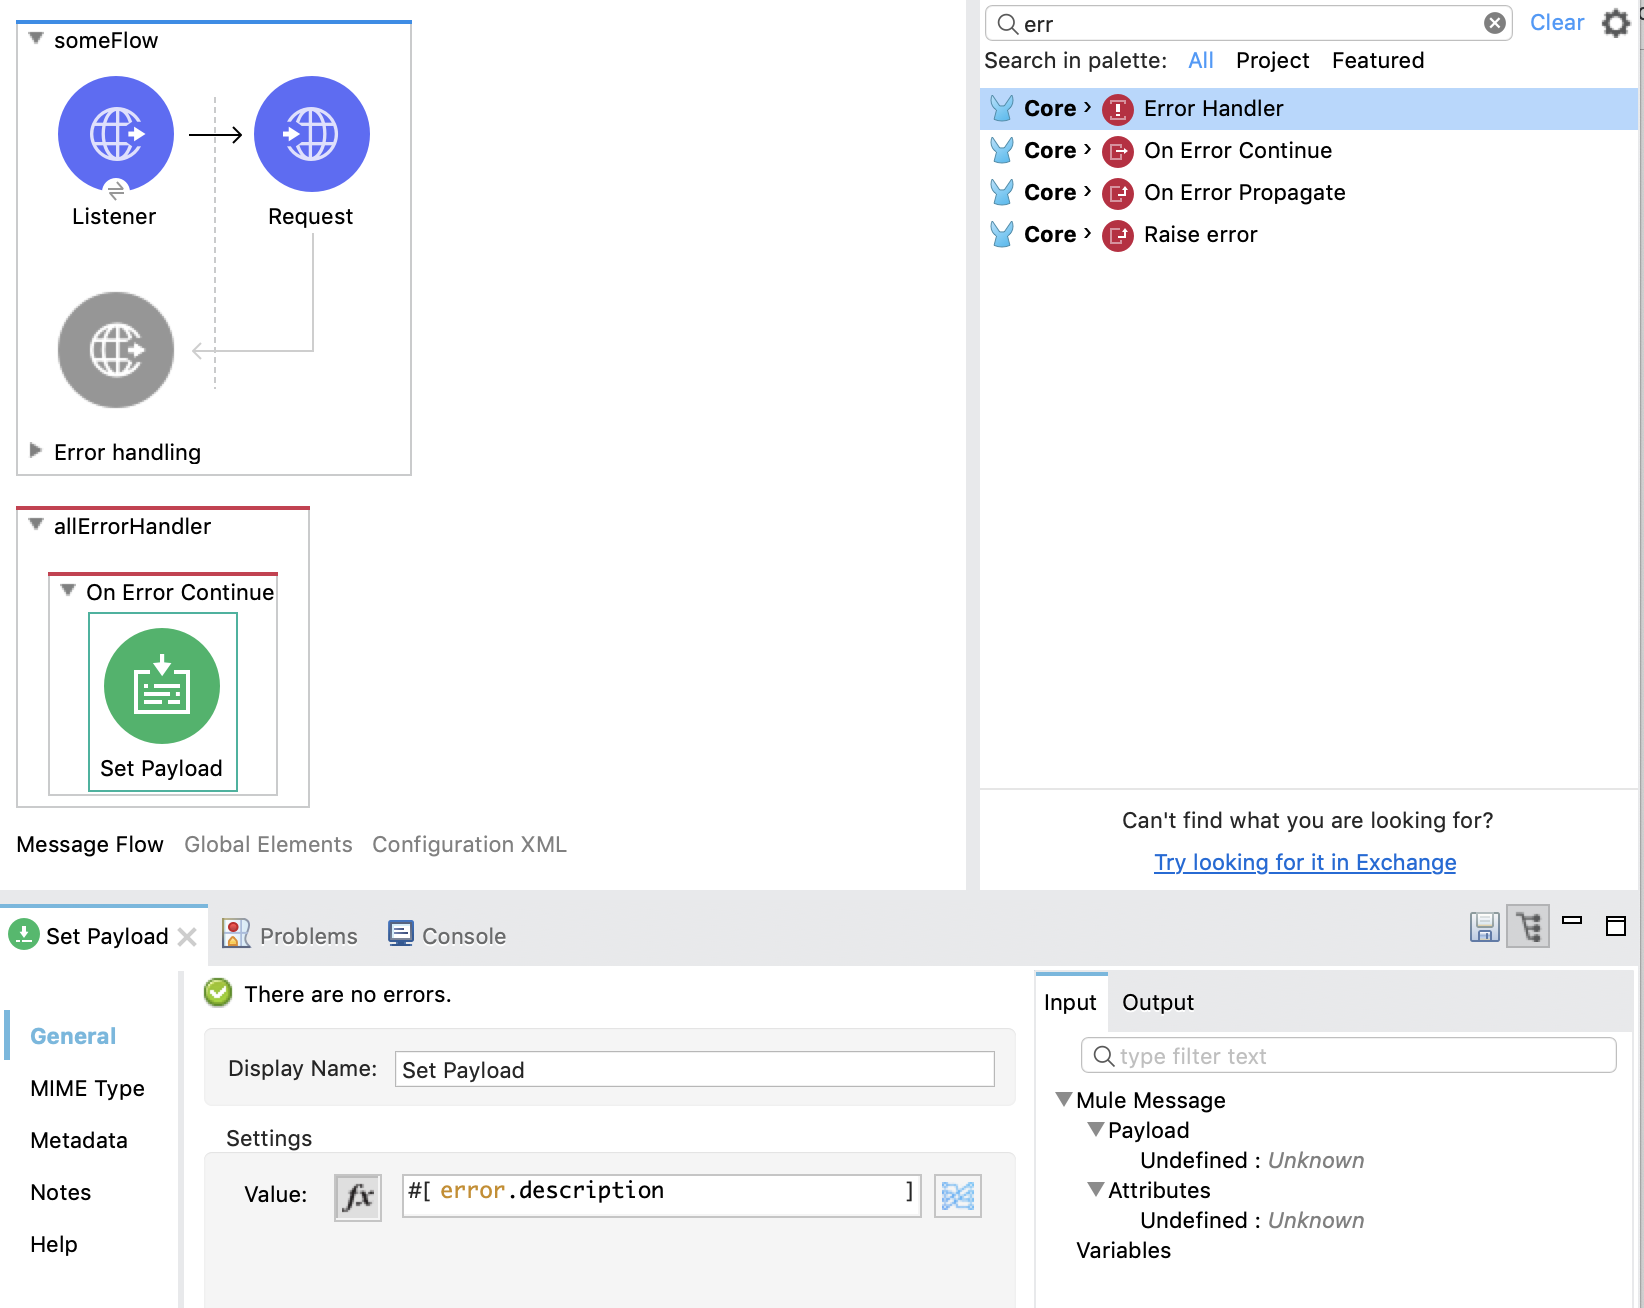 someFlow
Listener
Request
Error handling
allErrorHandler
On Error Continue
Set Payload
Message Flow Global Elements Configuration XML
err
Clear
Search in palette: All Project Featured
Core › Error Handler
Core › On Error Continue
Core › On Error Propagate
Core › Raise error
Can't find what you are looking for?
Try looking for it in Exchange
Set Payload Problems Console
General
MIME Type
Metadata
Notes
Help
There are no errors.
Display Name: Set Payload
Settings
Value: fx #[ error.description ]
Input Output
type filter text
Mule Message
Payload
Undefined : Unknown
Attributes
Undefined : Unknown
Variables